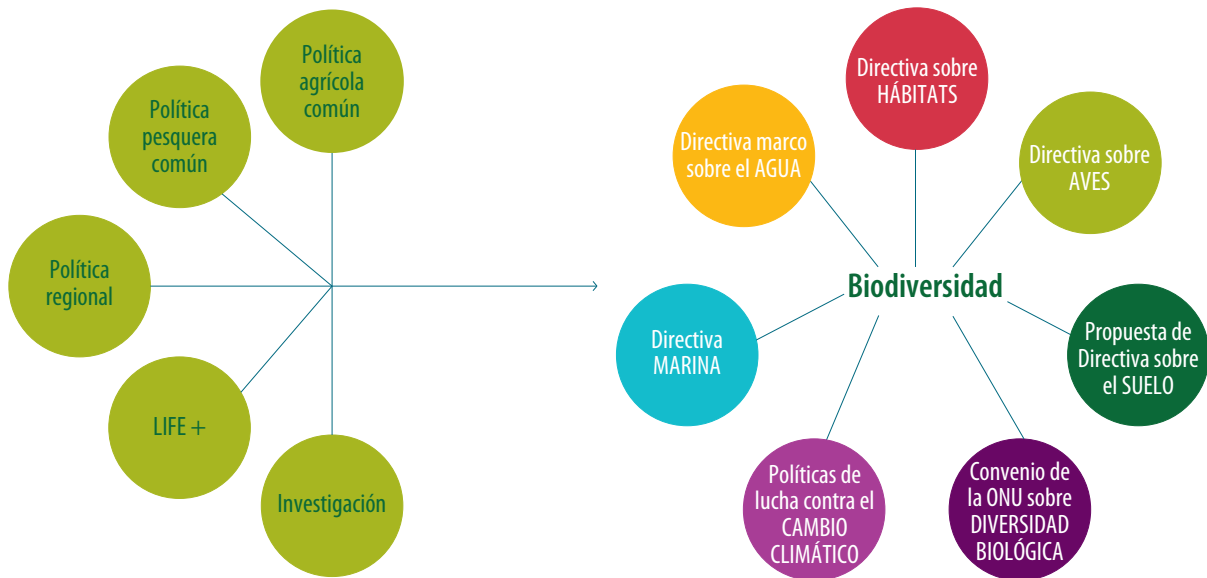 Política
agrícola
común
Política
pesquera
común
Política
regional
LIFE +
Investigación
Directiva sobre
HÁBITATS
Directiva marco
sobre el AGUA
Directiva sobre
AVES
Biodiversidad
Directiva
MARINA
Propuesta de
Directiva sobre
el SUELO
Políticas de
lucha contra el
CAMBIO
CLIMÁTICO
Convenio de
la ONU sobre
DIVERSIDAD
BIOLÓGICA